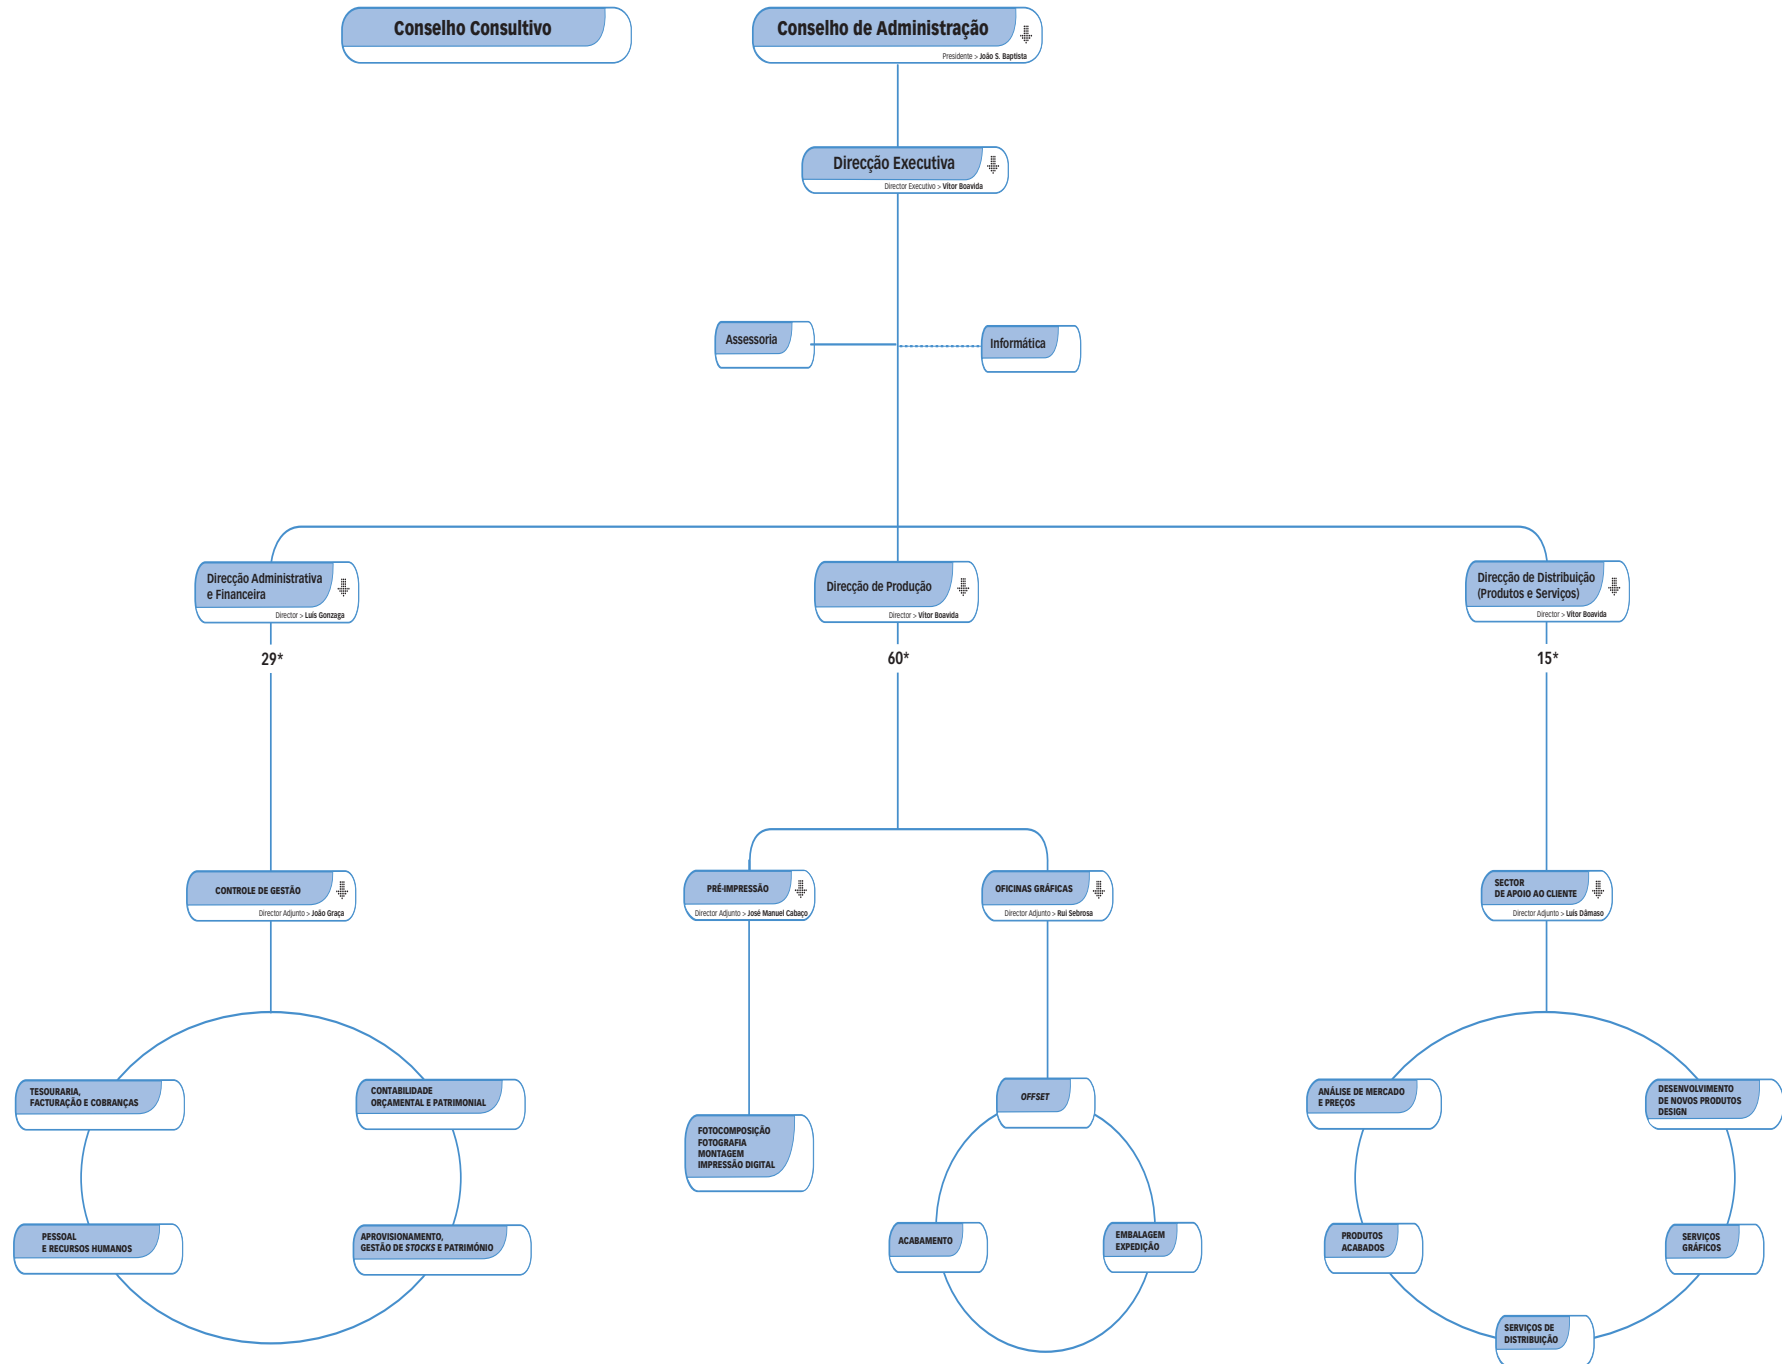 Conselho Consultivo
Conselho de Administração
Presidente > João S. Baptista
Direcção Executiva
Director Executivo > Vítor Boavida
Assessoria
Informática
Direcção Administrativa
e Financeira
Director > Luís Gonzaga
29*
Direcção de Produção
Director > Vítor Boavida
60*
Direcção de Distribuição
(Produtos e Serviços)
Director > Vítor Boavida
15*
CONTROLE DE GESTÃO
Director Adjunto > João Graça
PRÉ-IMPRESSÃO
Director Adjunto > José Manuel Cabaço
OFICINAS GRÁFICAS
Director Adjunto > Rui Sebrosa
SECTOR
DE APOIO AO CLIENTE
Director Adjunto > Luís Dâmaso
TESOURARIA,
FACTURAÇÃO E COBRANÇAS
CONTABILIDADE
ORÇAMENTAL E PATRIMONIAL
PESSOAL
E RECURSOS HUMANOS
APROVISIONAMENTO,
GESTÃO DE STOCKS E PATRIMÓNIO
FOTOCOMPOSIÇÃO
FOTOGRAFIA
MONTAGEM
IMPRESSÃO DIGITAL
OFFSET
ACABAMENTO
EMBALAGEM
EXPEDIÇÃO
ANÁLISE DE MERCADO
E PREÇOS
DESENVOLVIMENTO
DE NOVOS PRODUTOS
DESIGN
PRODUTOS
ACABADOS
SERVIÇOS
GRÁFICOS
SERVIÇOS DE
DISTRIBUIÇÃO